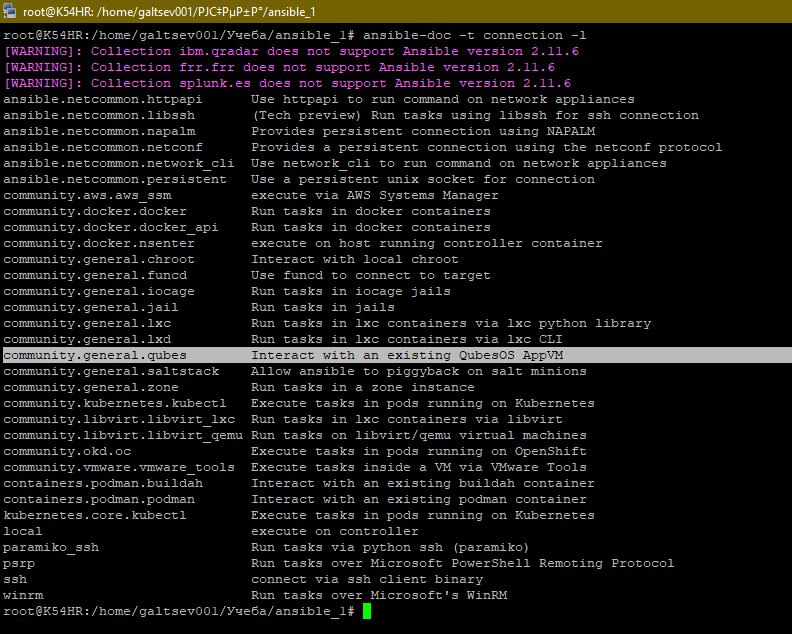 root@K54HR: /home/galtsev001/РЈС‡РµР±Р°/ansible_1
root@K54HR:/home/galtsev001/Учеба/ansible_1# ansible-doc -t connection -l
[WARNING]: Collection ibm.qradar does not support Ansible version 2.11.6
[WARNING]: Collection frr.frr does not support Ansible version 2.11.6
[WARNING]: Collection splunk.es does not support Ansible version 2.11.6
ansible.netcommon.httpapi      Use httpapi to run command on network appliances
ansible.netcommon.libssh       (Tech preview) Run tasks using libssh for ssh connection
ansible.netcommon.napalm       Provides persistent connection using NAPALM
ansible.netcommon.netconf      Provides a persistent connection using the netconf protocol
ansible.netcommon.network_cli  Use network_cli to run command on network appliances
ansible.netcommon.persistent   Use a persistent unix socket for connection
community.aws.aws_ssm          execute via AWS Systems Manager
community.docker.docker        Run tasks in docker containers
community.docker.docker_api    Run tasks in docker containers
community.docker.nsenter       execute on host running controller container
community.general.chroot       Interact with local chroot
community.general.funcd        Use funcd to connect to target
community.general.iocage       Run tasks in iocage jails
community.general.jail         Run tasks in jails
community.general.lxc          Run tasks in lxc containers via lxc python library
community.general.lxd          Run tasks in lxc containers via lxc CLI
community.general.qubes        Interact with an existing QubesOS AppVM
community.general.saltstack    Allow ansible to piggyback on salt minions
community.general.zone         Run tasks in a zone instance
community.kubernetes.kubectl   Execute tasks in pods running on Kubernetes
community.libvirt.libvirt_lxc  Run tasks in lxc containers via libvirt
community.libvirt.libvirt_qemu Run tasks on libvirt/qemu virtual machines
community.okd.oc               Execute tasks in pods running on OpenShift
community.vmware.vmware_tools  Execute tasks inside a VM via VMware Tools
containers.podman.buildah      Interact with an existing buildah container
containers.podman.podman       Interact with an existing podman container
kubernetes.core.kubectl        Execute tasks in pods running on Kubernetes
local                          execute on controller
paramiko_ssh                   Run tasks via python ssh (paramiko)
psrp                           Run tasks over Microsoft PowerShell Remoting Protocol
ssh                            connect via ssh client binary
winrm                          Run tasks over Microsoft's WinRM
root@K54HR:/home/galtsev001/Учеба/ansible_1#